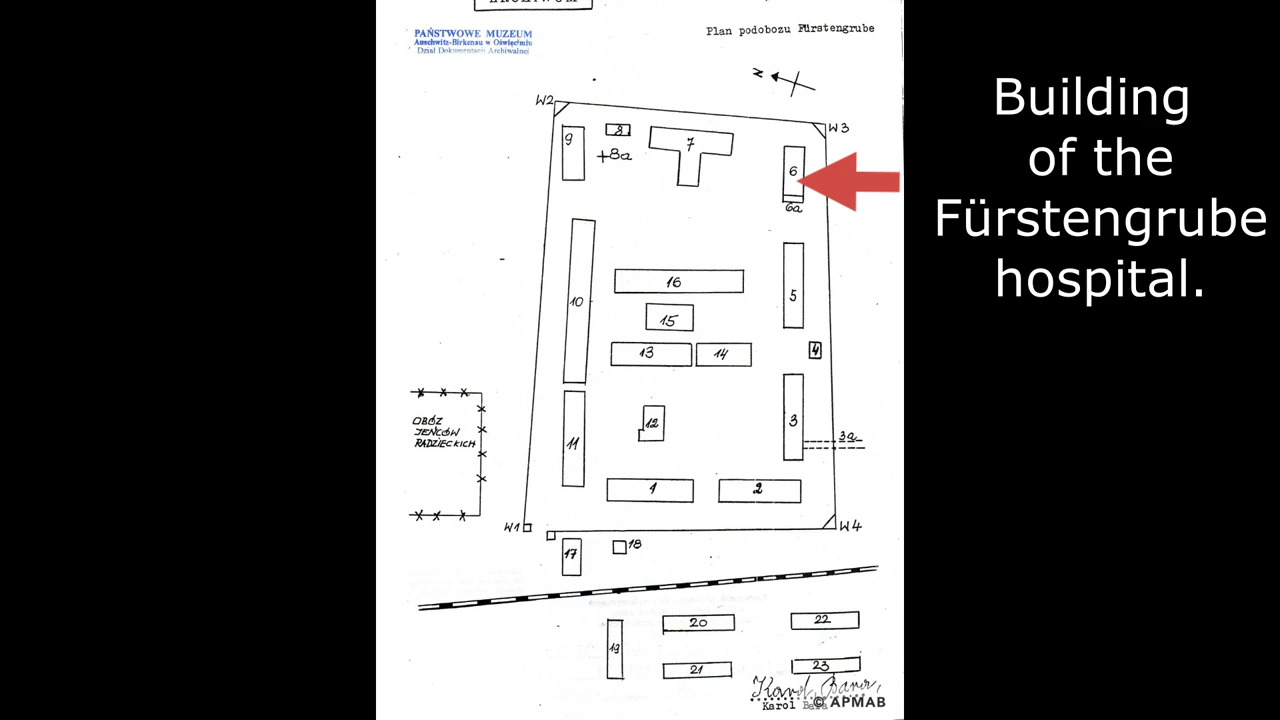 ARCHIWUM
PAŃSTWOWE MUZEUM
Auschwitz-Birkenau w Oświęcimiu
Dział Dokumentacji Archiwalnej
Plan podobozu Fürstengrube
N
W2
W3
9
8
+8a
7
6
6a
Building
of the
Fürstengrube
hospital.
10
16
5
15
13
14
4
OBÓZ
JEŃCÓW
RADZIECKICH
11
12
3
3a
1
2
W1
W4
17
18
19
20
22
21
23
Karol
© APMAB